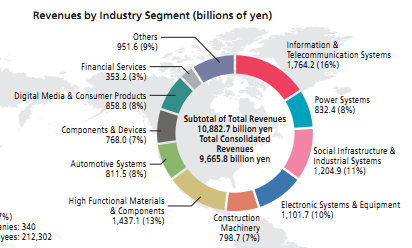 Revenues by Industry Segment (billions of yen)
Others
951.6 (9%)
Financial Services
353.2 (3%)
Digital Media & Consumer Products
858.8 (8%)
Components & Devices
768.0 (7%)
Automotive Systems
811.5 (8%)
High Functional Materials
& Components
1,437.1 (13%)
Information &
Telecommunication Systems
1,764.2 (16%)
Power Systems
832.4 (8%)
Social Infrastructure &
Industrial Systems
1,204.9 (11%)
Electronic Systems & Equipment
1,101.7 (10%)
Construction
Machinery
798.7 (7%)
Subtotal of Total Revenues
10,882.7 billion yen
Total Consolidated
Revenues
9,665.8 billion yen
7%)
anies: 340
oyees: 212,302